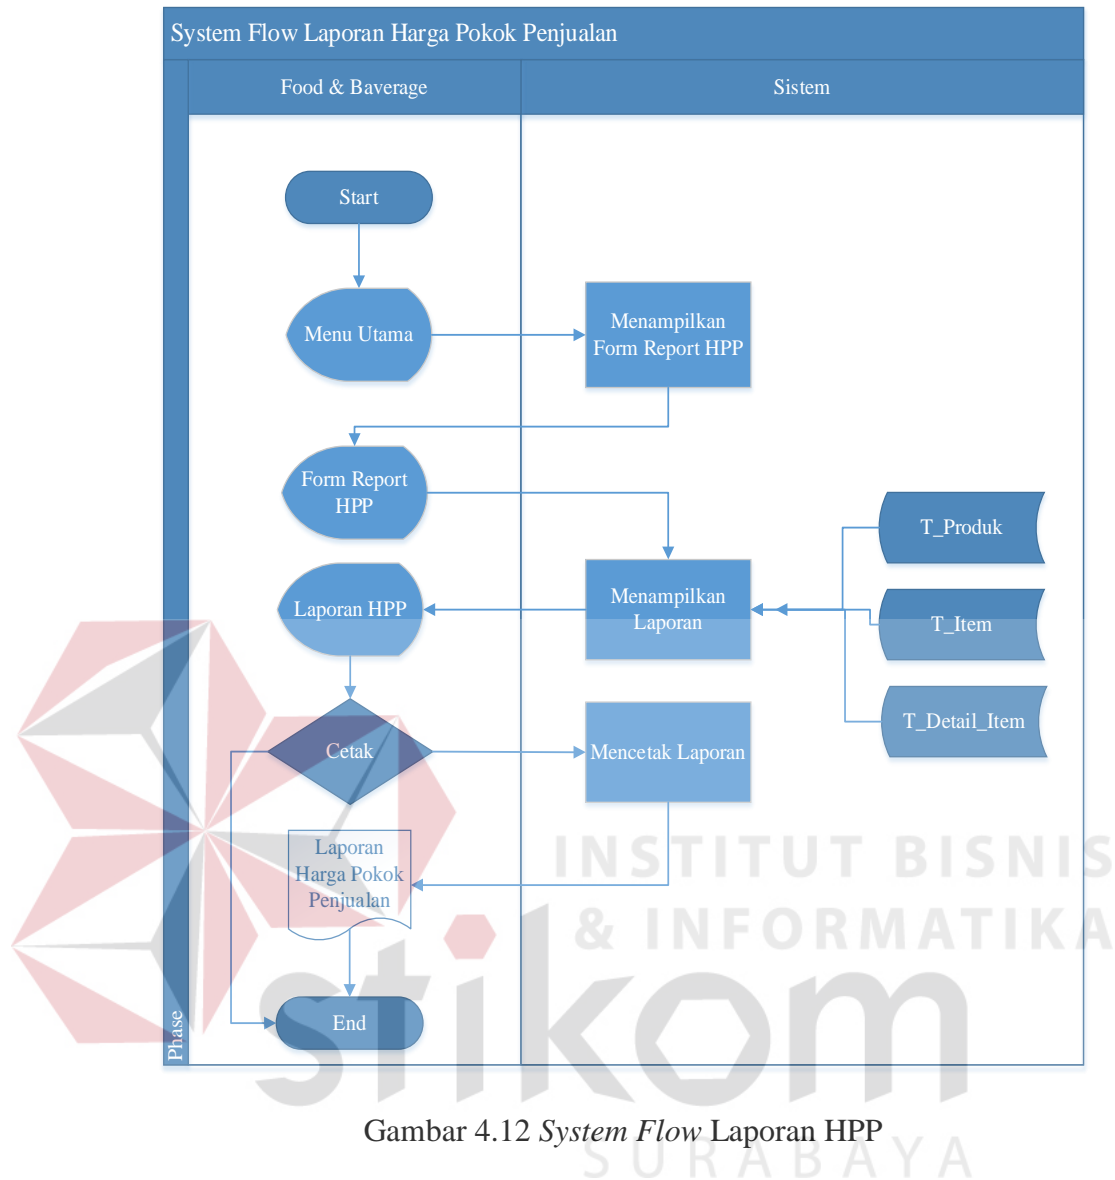 System Flow Laporan Harga Pokok Penjualan
Food & Baverage
Sistem
Start
Menu Utama
Menampilkan
Form Report HPP
Form Report
HPP
T_Produk
Menampilkan
Laporan
Laporan HPP
T_Item
T_Detail_Item
Cetak
Mencetak Laporan
Laporan
Harga Pokok
Penjualan
End
Phase
INSTITUT BISNIS
& INFORMATIKA
stikom
SURABAYA
Gambar 4.12 System Flow Laporan HPP